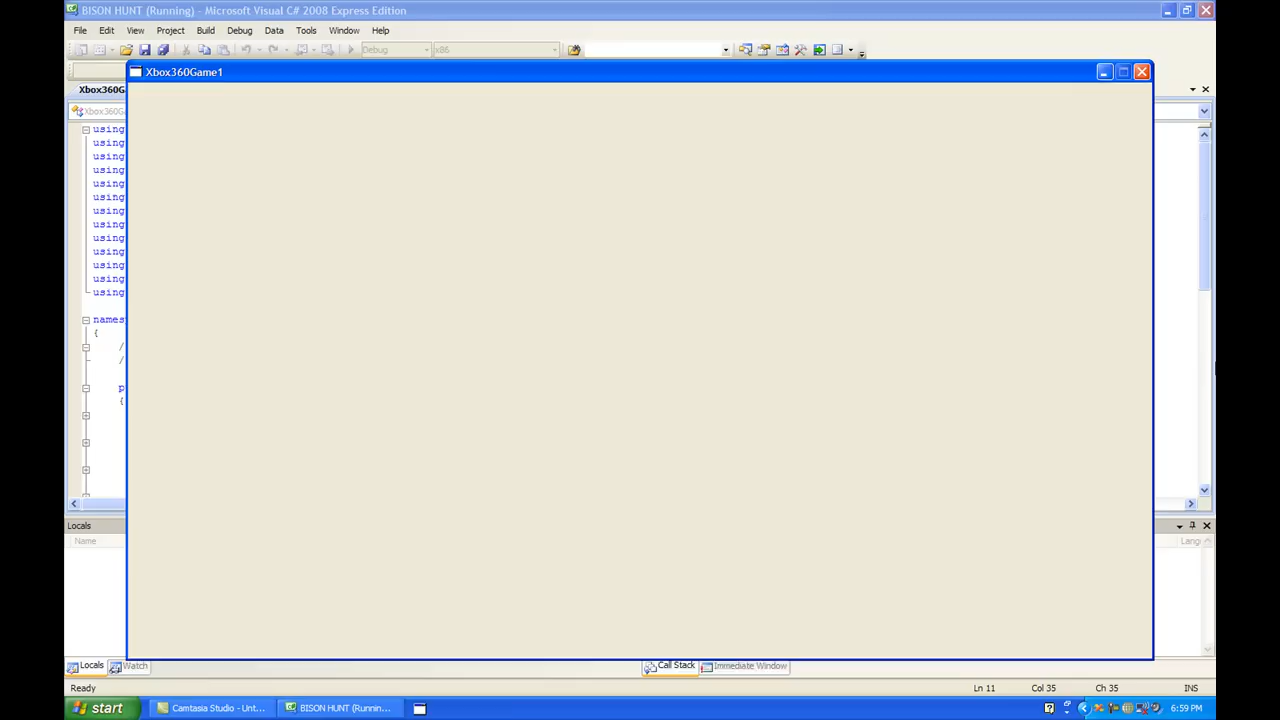 BISON HUNT (Running) - Microsoft Visual C# 2008 Express Edition
File Edit View Project Build Debug Data Tools Window Help
Debug x86
Xbox360Game1
Xbox360G
Xbox360G
using
using
using
using
using
using
using
using
using
using
using
using
using
names
{
/
/
p
{
Locals
Name Lang
Locals Watch Call Stack Immediate Window
Ready Ln 11 Col 35 Ch 35 INS
start Camtasia Studio - Unt... BISON HUNT (Runnin... 6:59 PM